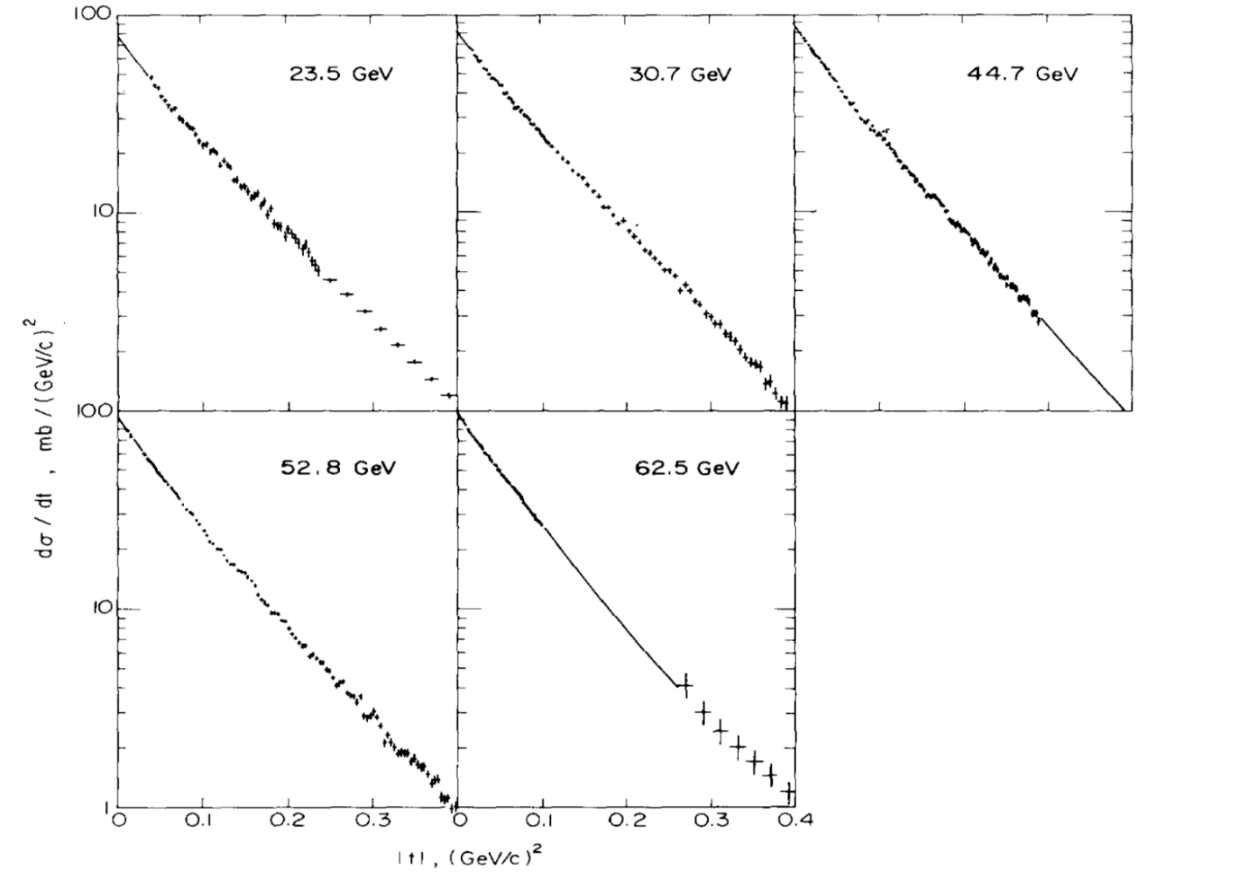 100
23.5 GeV
30.7 GeV
44.7 GeV
10
100
52.8 GeV
62.5 GeV
10
1
0
0.1
0.2
0.3
0
0.1
0.2
0.3
0.4
dσ / dt , mb / (GeV/c)²
|t|, (GeV/c)²